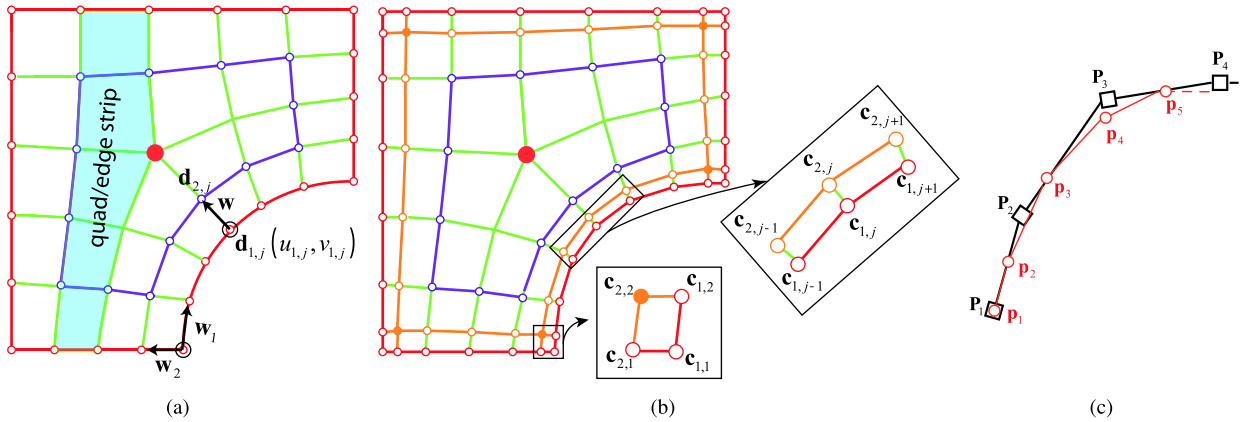 quad/edge strip
d₂,ⱼ
w
d₁,ⱼ(u₁,ⱼ, v₁,ⱼ)
w₁
w₂
(a)
c₂,ⱼ₊₁
c₂,ⱼ
c₁,ⱼ₊₁
c₂,ⱼ₋₁
c₁,ⱼ
c₁,ⱼ₋₁
c₂,₂
c₁,₂
c₂,₁
c₁,₁
(b)
P₄
P₃
p₅
p₄
p₃
P₂
p₂
P₁
p₁
(c)